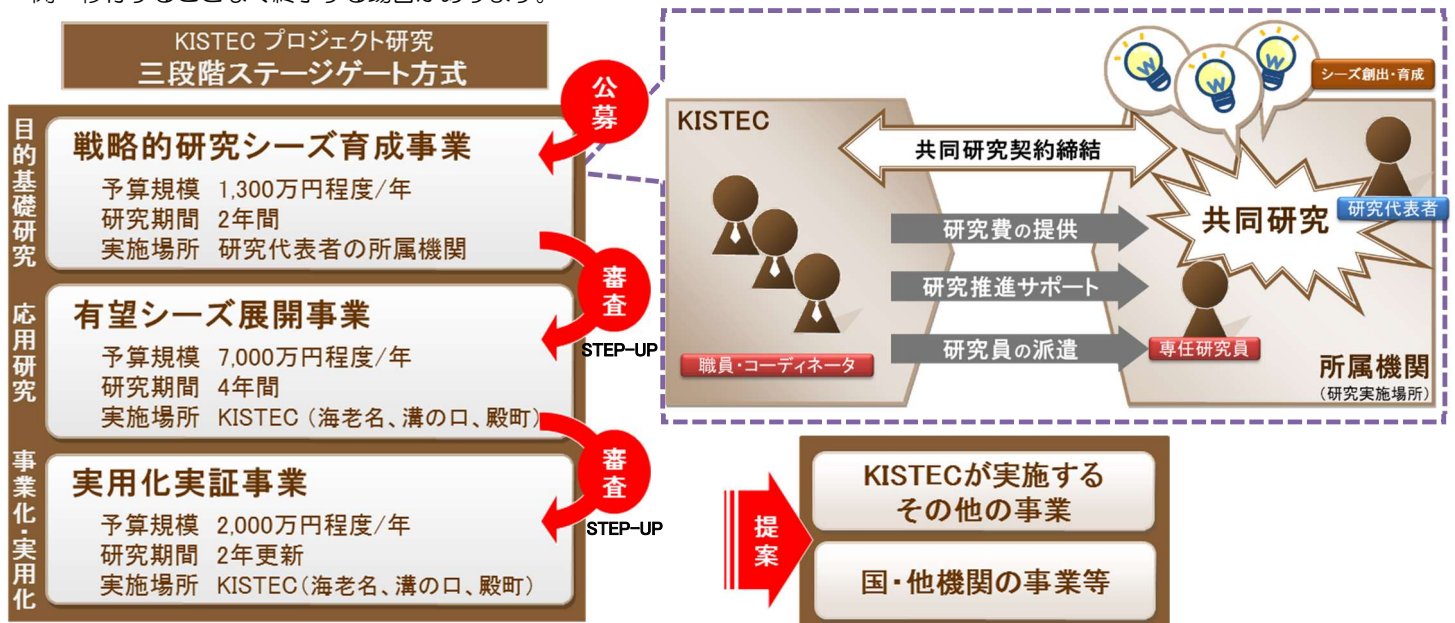 KISTEC プロジェクト研究
三段階ステージゲート方式
公募
目的基礎研究
戦略的研究シーズ育成事業
予算規模 1,300万円程度/年
研究期間 2年間
実施場所 研究代表者の所属機関
審査
STEP-UP
応用研究
有望シーズ展開事業
予算規模 7,000万円程度/年
研究期間 4年間
実施場所 KISTEC (海老名、溝の口、殿町)
審査
STEP-UP
事業化・実用化
実用化実証事業
予算規模 2,000万円程度/年
研究期間 2年更新
実施場所 KISTEC(海老名、溝の口、殿町)
シーズ創出・育成
KISTEC
共同研究契約締結
研究代表者
共同研究
研究費の提供
研究推進サポート
研究員の派遣
職員・コーディネータ
専任研究員
所属機関
(研究実施場所)
提案
KISTECが実施する
その他の事業
国・他機関の事業等